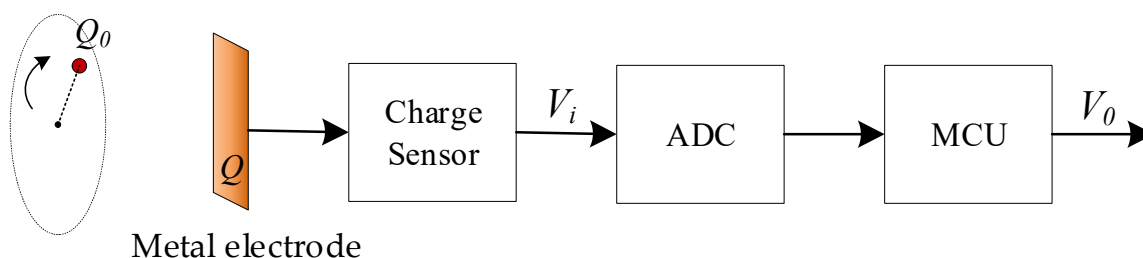 Q0
Q
Metal electrode
Charge
Sensor
Vi
ADC
MCU
V0